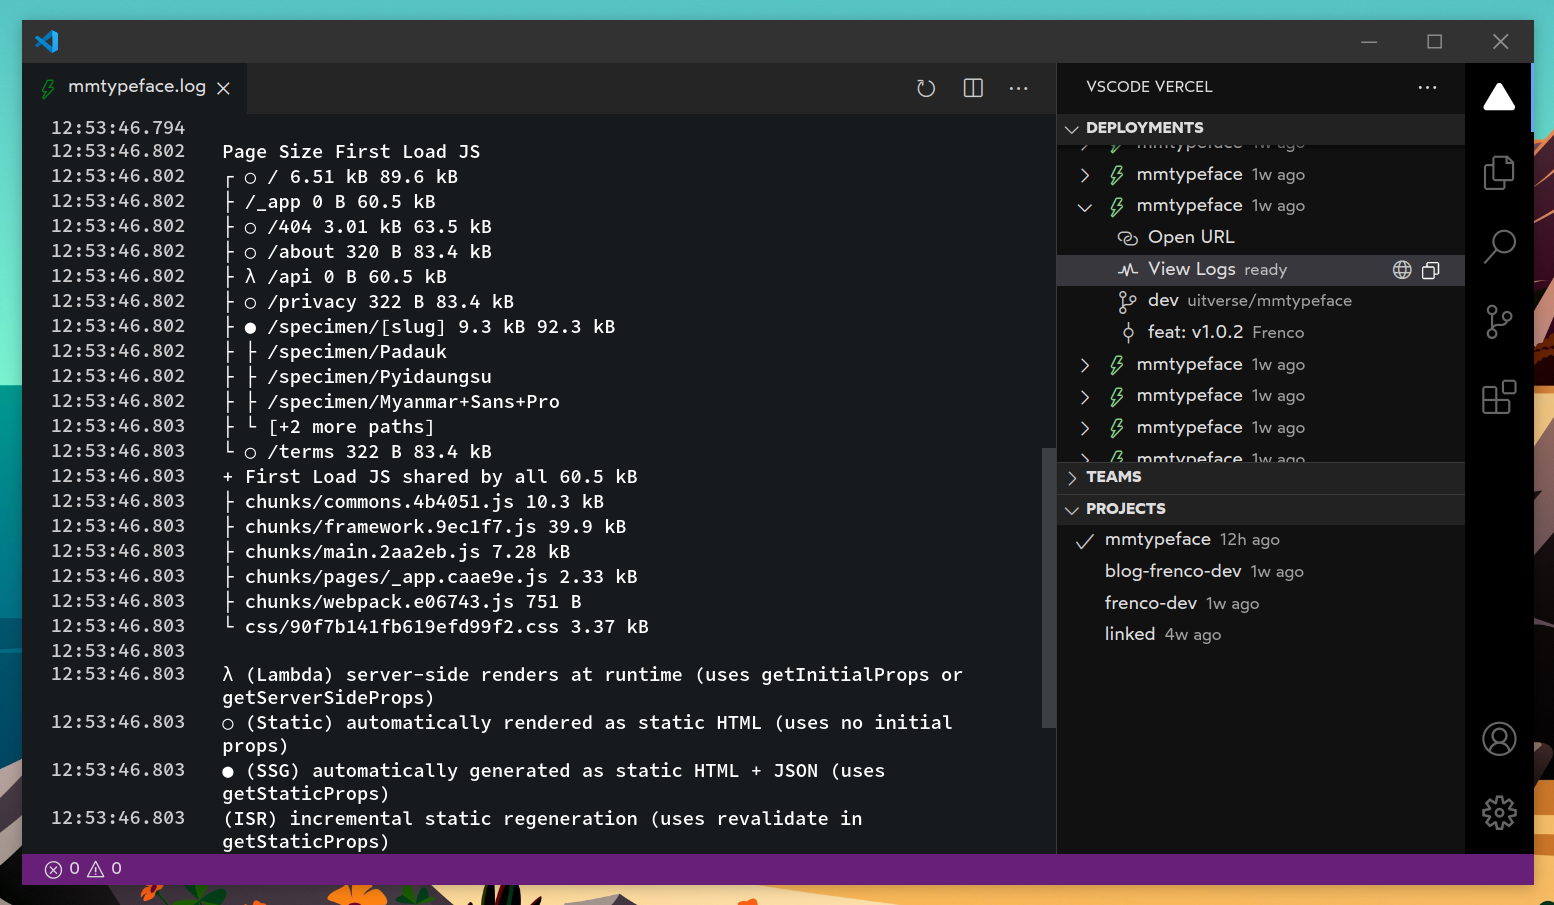 mmtypeface.log
12:53:46.794
12:53:46.802 Page Size First Load JS
12:53:46.802 ┌ ○ / 6.51 kB 89.6 kB
12:53:46.802 ├ /_app 0 B 60.5 kB
12:53:46.802 ├ ○ /404 3.01 kB 63.5 kB
12:53:46.802 ├ ○ /about 320 B 83.4 kB
12:53:46.802 ├ λ /api 0 B 60.5 kB
12:53:46.802 ├ ○ /privacy 322 B 83.4 kB
12:53:46.802 ├ ● /specimen/[slug] 9.3 kB 92.3 kB
12:53:46.802 ├ ├ /specimen/Padauk
12:53:46.802 ├ ├ /specimen/Pyidaungsu
12:53:46.802 ├ ├ /specimen/Myanmar+Sans+Pro
12:53:46.803 ├ └ [+2 more paths]
12:53:46.803 └ ○ /terms 322 B 83.4 kB
12:53:46.803 + First Load JS shared by all 60.5 kB
12:53:46.803 ├ chunks/commons.4b4051.js 10.3 kB
12:53:46.803 ├ chunks/framework.9ec1f7.js 39.9 kB
12:53:46.803 ├ chunks/main.2aa2eb.js 7.28 kB
12:53:46.803 ├ chunks/pages/_app.caae9e.js 2.33 kB
12:53:46.803 ├ chunks/webpack.e06743.js 751 B
12:53:46.803 └ css/90f7b141fb619efd99f2.css 3.37 kB
12:53:46.803
12:53:46.803 λ (Lambda) server-side renders at runtime (uses getInitialProps or
getServerSideProps)
12:53:46.803 ○ (Static) automatically rendered as static HTML (uses no initial
props)
12:53:46.803 ● (SSG) automatically generated as static HTML + JSON (uses
getStaticProps)
12:53:46.803 (ISR) incremental static regeneration (uses revalidate in
getStaticProps)
VSCODE VERCEL
DEPLOYMENTS
mmtypeface 1w ago
mmtypeface 1w ago
mmtypeface 1w ago
Open URL
View Logs ready
dev uitverse/mmtypeface
feat: v1.0.2 Frenco
mmtypeface 1w ago
mmtypeface 1w ago
mmtypeface 1w ago
mmtypeface 1w ago
TEAMS
PROJECTS
mmtypeface 12h ago
blog-frenco-dev 1w ago
frenco-dev 1w ago
linked 4w ago
0 0